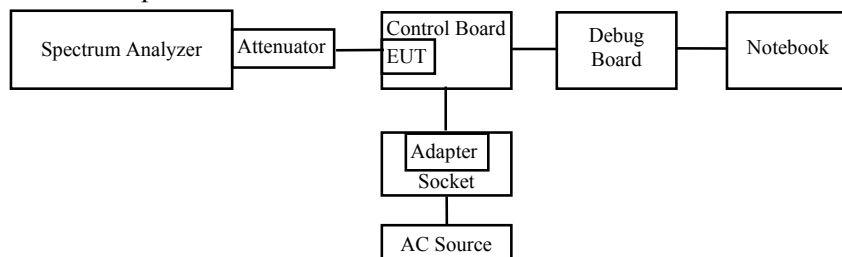 Spectrum Analyzer
Attenuator
Control Board
EUT
Debug
Board
Notebook
Adapter
Socket
AC Source